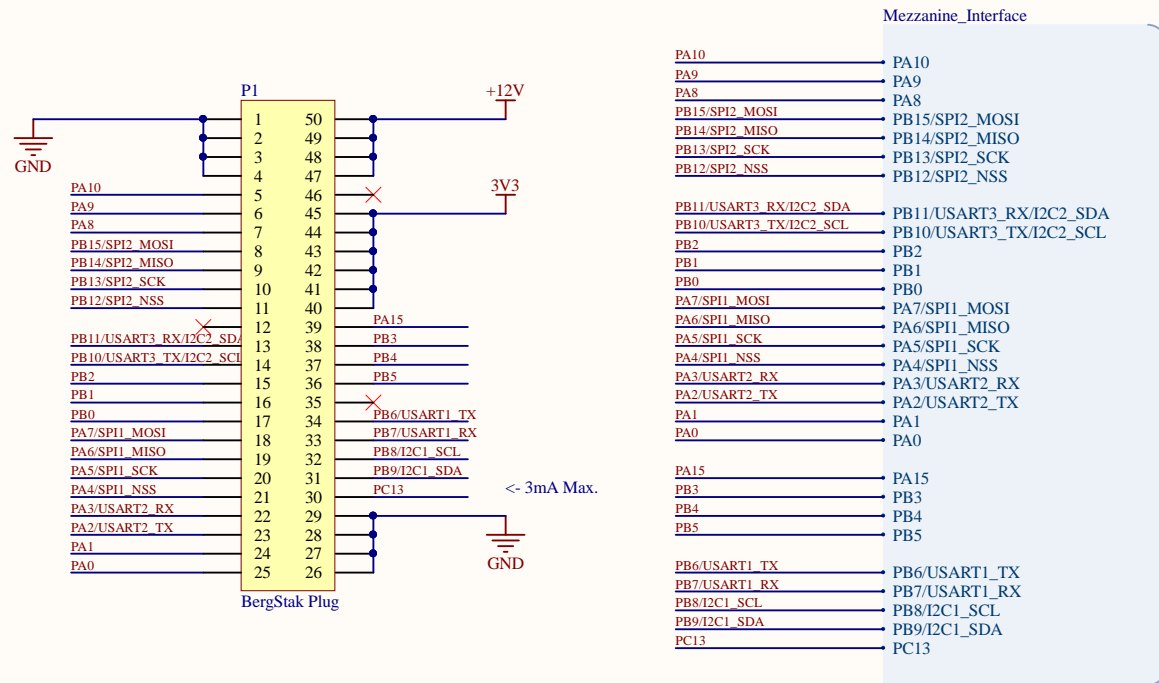 P1
+12V
GND
1 50
2 49
3 48
4 47
3V3
PA10 5 46
PA9 6 45
PA8 7 44
PB15/SPI2_MOSI 8 43
PB14/SPI2_MISO 9 42
PB13/SPI2_SCK 10 41
PB12/SPI2_NSS 11 40
12 39 PA15
PB11/USART3_RX/I2C2_SDA 13 38 PB3
PB10/USART3_TX/I2C2_SCL 14 37 PB4
PB2 15 36 PB5
PB1 16 35
PB0 17 34 PB6/USART1_TX
PA7/SPI1_MOSI 18 33 PB7/USART1_RX
PA6/SPI1_MISO 19 32 PB8/I2C1_SCL
PA5/SPI1_SCK 20 31 PB9/I2C1_SDA
PA4/SPI1_NSS 21 30 PC13
<- 3mA Max.
PA3/USART2_RX 22 29
PA2/USART2_TX 23 28
PA1 24 27
PA0 25 26
GND
BergStak Plug
Mezzanine_Interface
PA10 PA10
PA9 PA9
PA8 PA8
PB15/SPI2_MOSI PB15/SPI2_MOSI
PB14/SPI2_MISO PB14/SPI2_MISO
PB13/SPI2_SCK PB13/SPI2_SCK
PB12/SPI2_NSS PB12/SPI2_NSS
PB11/USART3_RX/I2C2_SDA PB11/USART3_RX/I2C2_SDA
PB10/USART3_TX/I2C2_SCL PB10/USART3_TX/I2C2_SCL
PB2 PB2
PB1 PB1
PB0 PB0
PA7/SPI1_MOSI PA7/SPI1_MOSI
PA6/SPI1_MISO PA6/SPI1_MISO
PA5/SPI1_SCK PA5/SPI1_SCK
PA4/SPI1_NSS PA4/SPI1_NSS
PA3/USART2_RX PA3/USART2_RX
PA2/USART2_TX PA2/USART2_TX
PA1 PA1
PA0 PA0
PA15 PA15
PB3 PB3
PB4 PB4
PB5 PB5
PB6/USART1_TX PB6/USART1_TX
PB7/USART1_RX PB7/USART1_RX
PB8/I2C1_SCL PB8/I2C1_SCL
PB9/I2C1_SDA PB9/I2C1_SDA
PC13 PC13